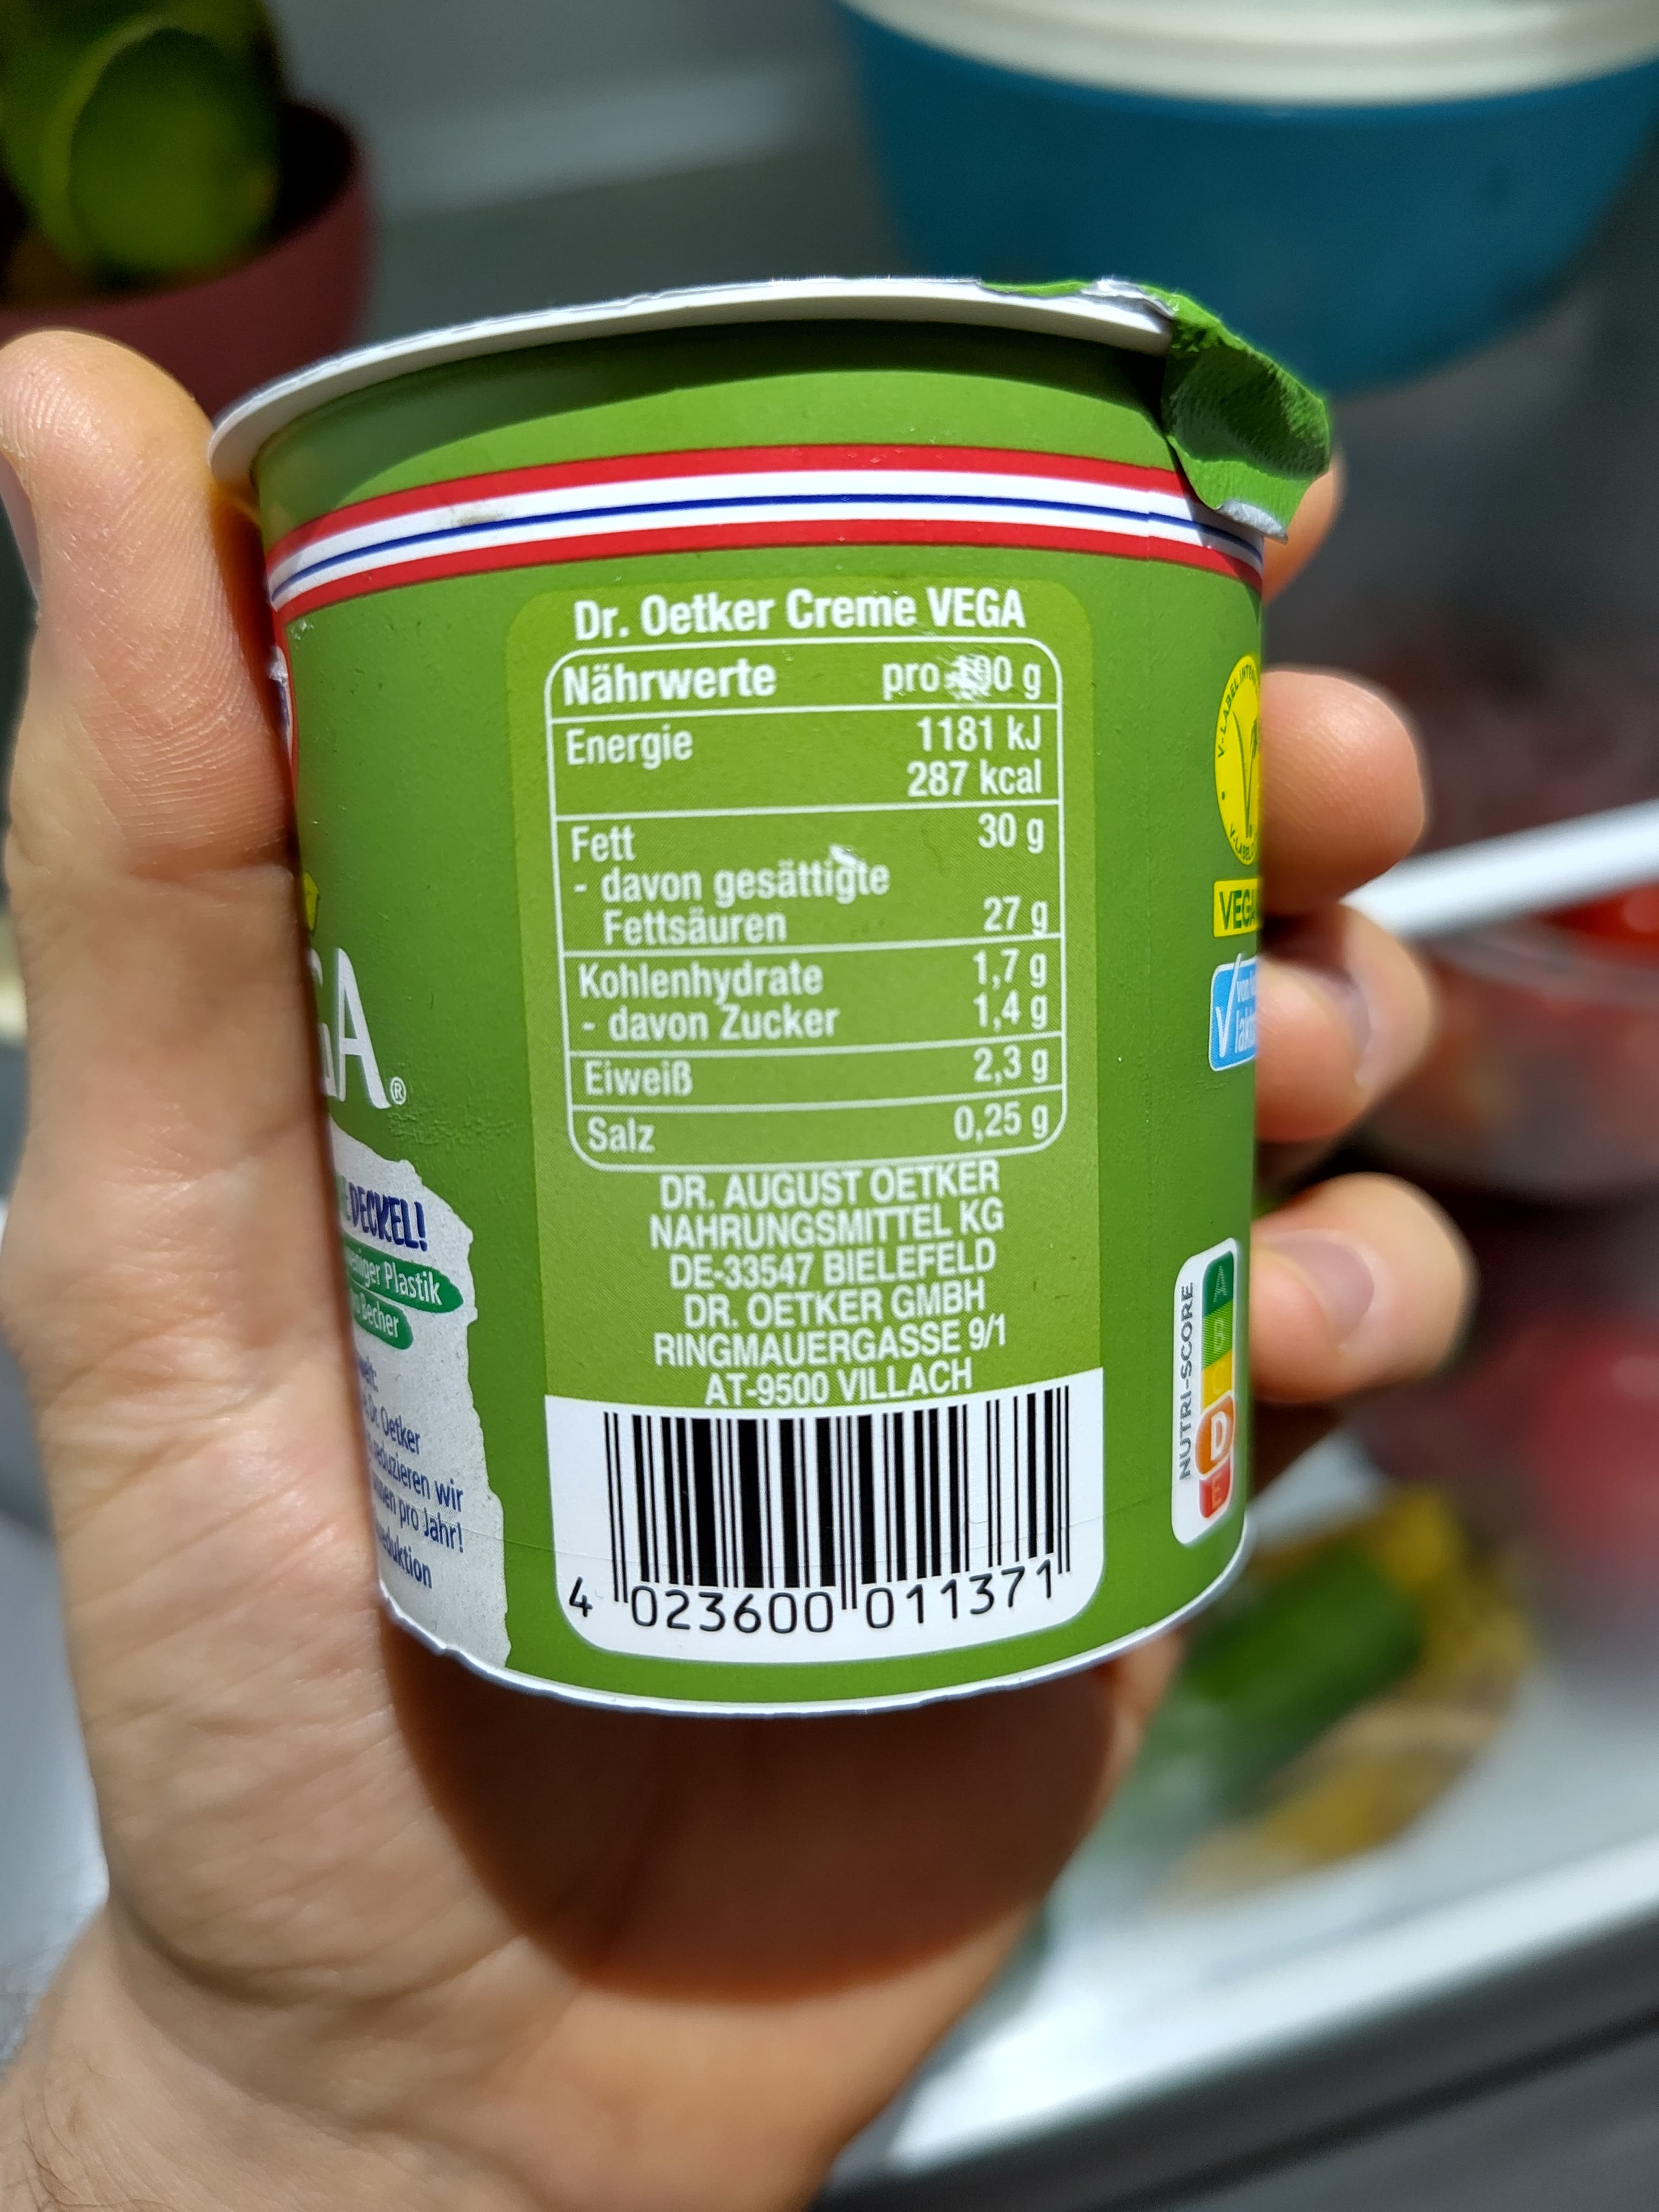 Dr. Oetker Creme VEGA
Nährwerte pro 100 g
Energie 1181 kJ
287 kcal
Fett 30 g
- davon gesättigte
Fettsäuren 27 g
Kohlenhydrate 1,7 g
- davon Zucker 1,4 g
Eiweiß 2,3 g
Salz 0,25 g
DR. AUGUST OETKER
NAHRUNGSMITTEL KG
DE-33547 BIELEFELD
DR. OETKER GMBH
RINGMAUERGASSE 9/1
AT-9500 VILLACH
4 023600 011371
GA®
DECKEL!
Plastik
Becher
Dr. Oetker
reduzieren wir
pro Jahr!
V-LABEL
NUTRI-SCORE
A
B
C
D
E